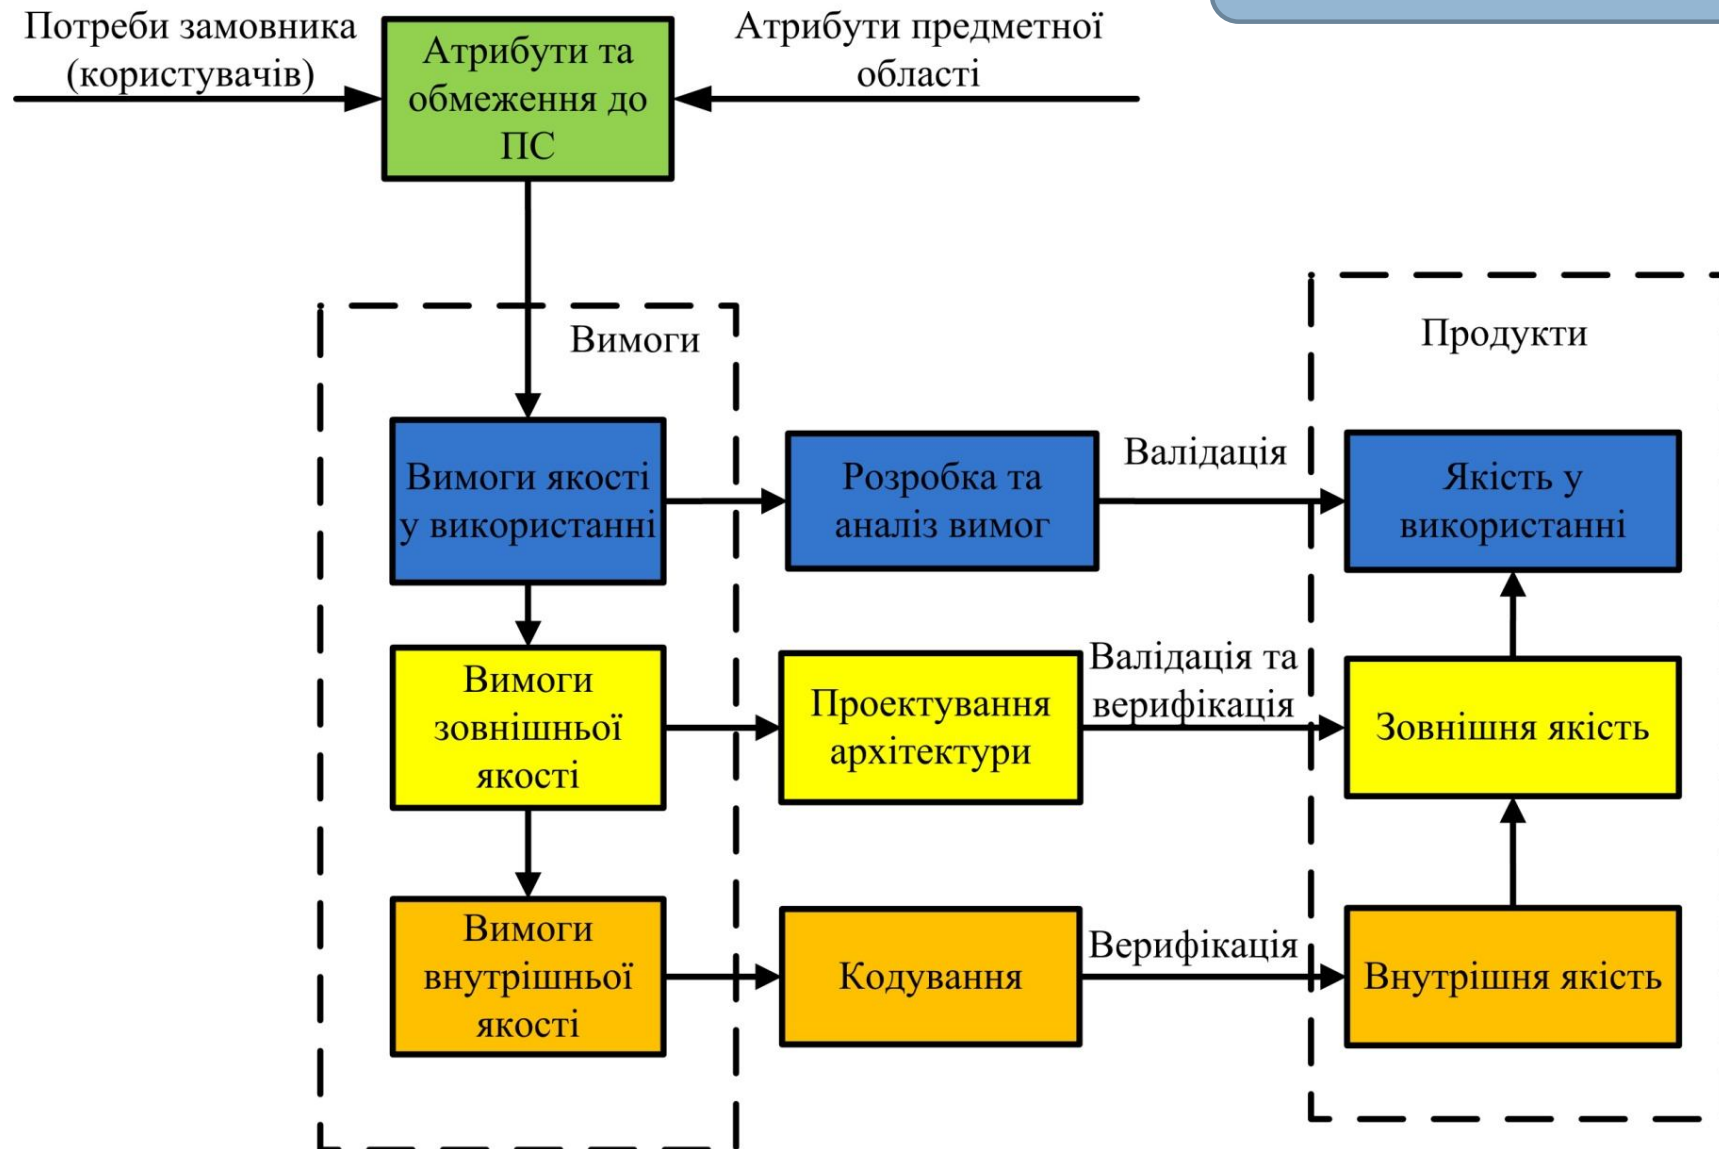 Потреби замовника
(користувачів)
Атрибути та
обмеження до
ПС
Атрибути предметної
області
Вимоги
Продукти
Вимоги якості
у використанні
Розробка та
аналіз вимог
Валідація
Якість у
використанні
Вимоги
зовнішньої
якості
Проектування
архітектури
Валідація та
верифікація
Зовнішня якість
Вимоги
внутрішньої
якості
Кодування
Верифікація
Внутрішня якість